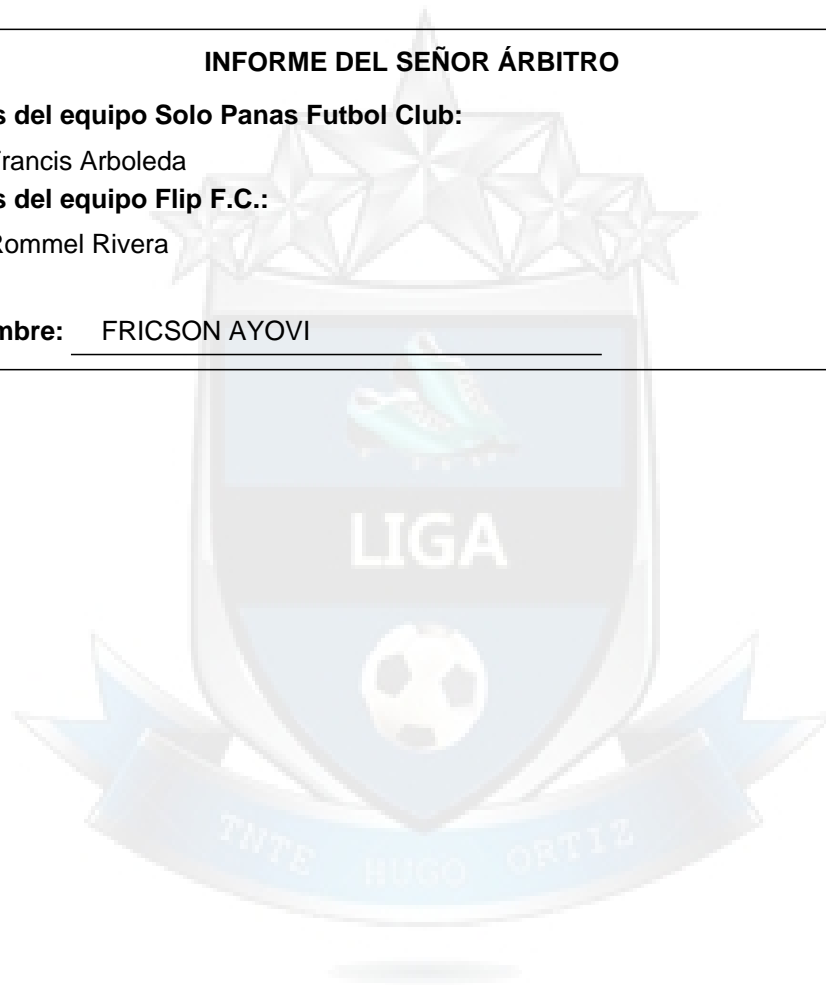 INFORME DEL SEÑOR ÁRBITRO
s del equipo Solo Panas Futbol Club:
rancis Arboleda
s del equipo Flip F.C.:
Rommel Rivera
mbre: FRICSON AYOVI
LIGA
TNTE HUGO ORTIZ